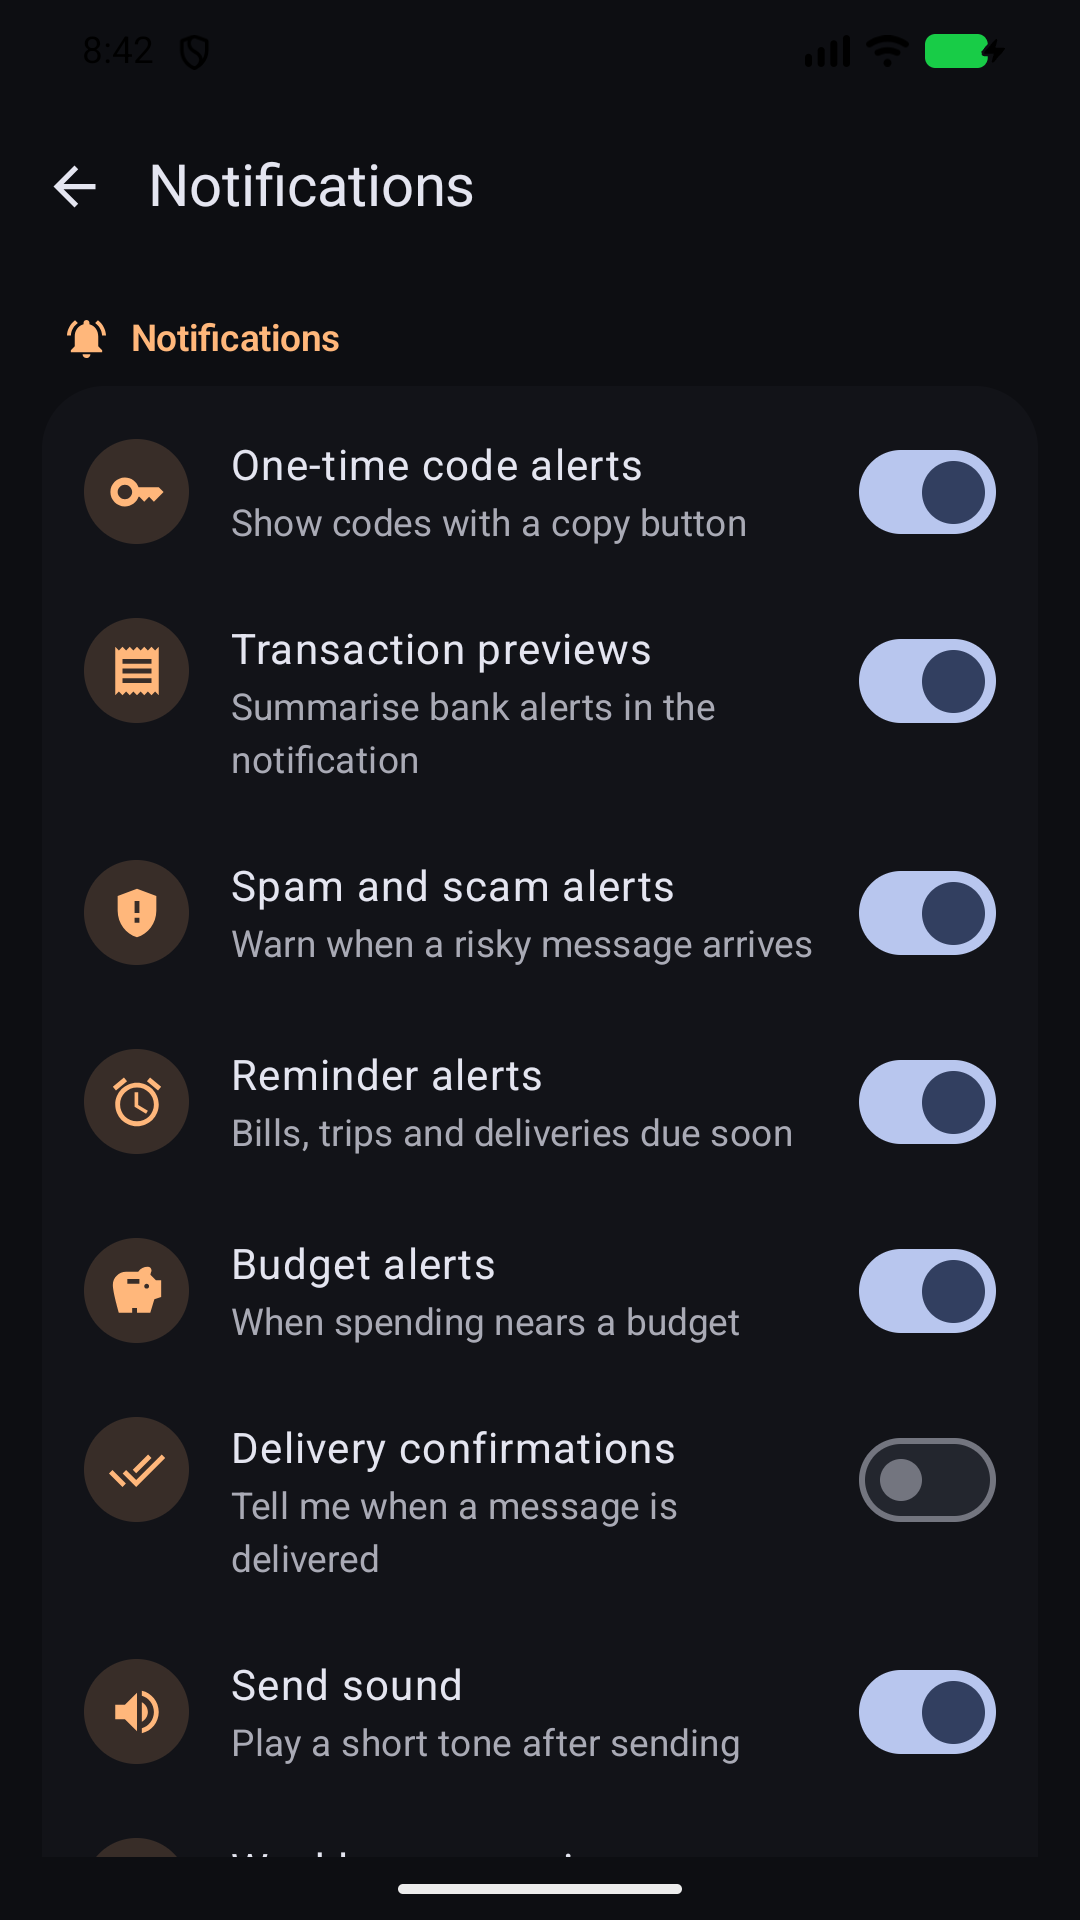 8:42
Notifications
Notifications
One-time code alerts
Show codes with a copy button
Transaction previews
Summarise bank alerts in the
notification
Spam and scam alerts
Warn when a risky message arrives
Reminder alerts
Bills, trips and deliveries due soon
Budget alerts
When spending nears a budget
Delivery confirmations
Tell me when a message is
delivered
Send sound
Play a short tone after sending